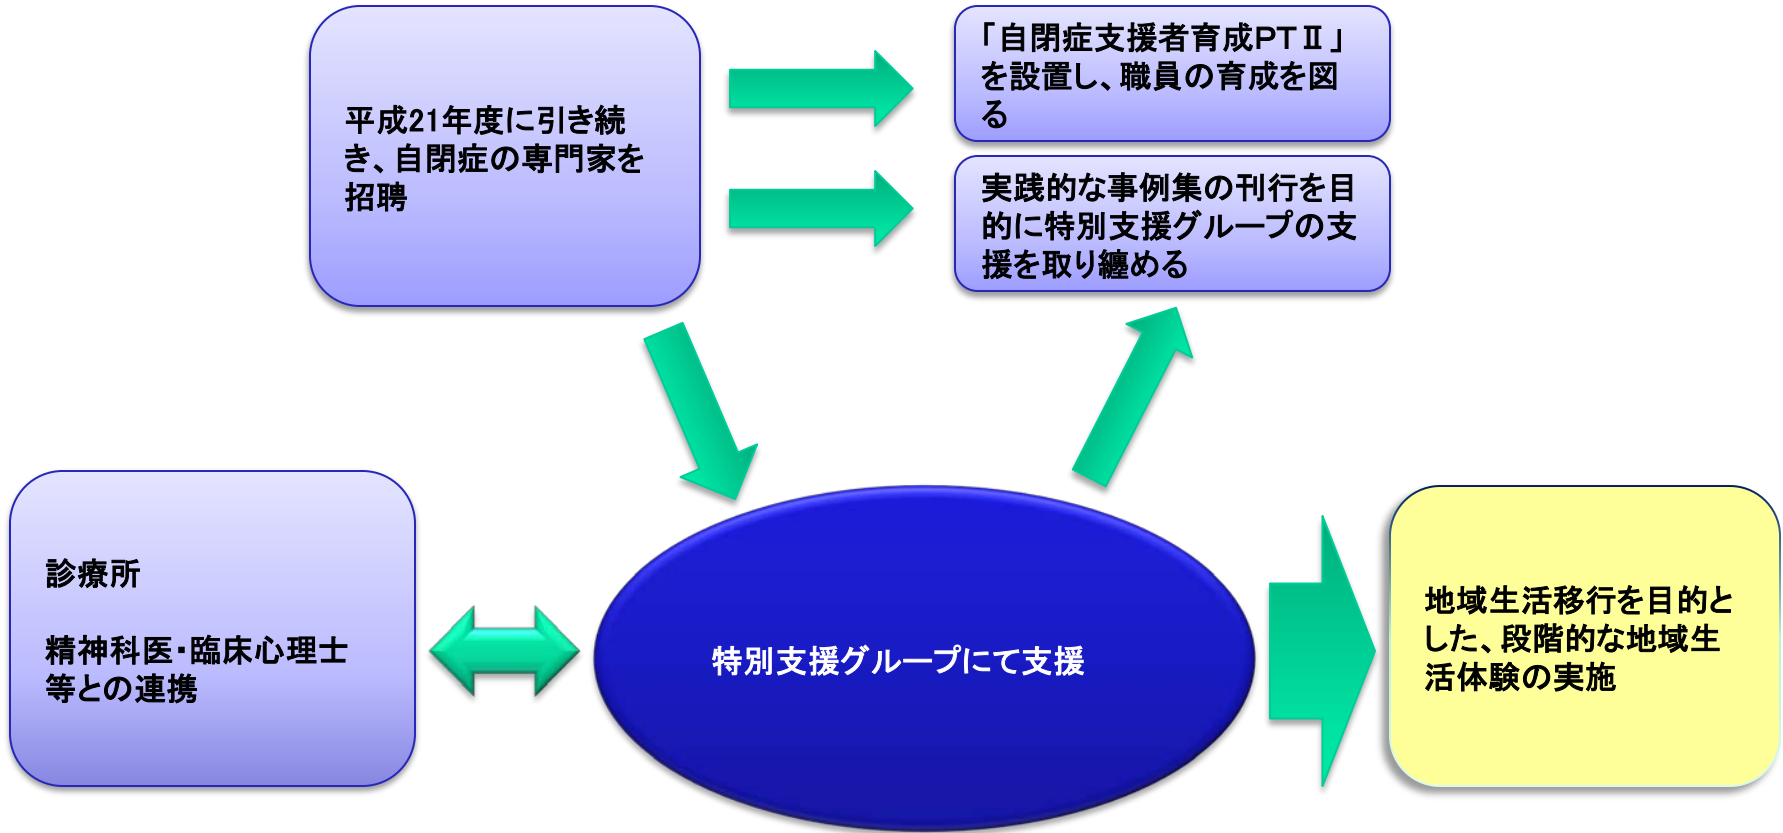 平成21年度に引き続
き、自閉症の専門家を
招聘
「自閉症支援者育成PTⅡ」
を設置し、職員の育成を図
る
実践的な事例集の刊行を目
的に特別支援グループの支
援を取り纏める
診療所
精神科医・臨床心理士
等との連携
特別支援グループにて支援
地域生活移行を目的と
した、段階的な地域生
活体験の実施